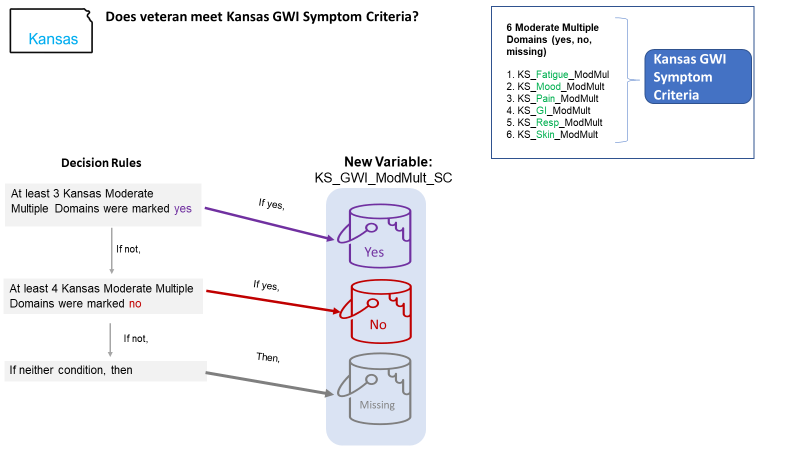 Kansas
Does veteran meet Kansas GWI Symptom Criteria?
6 Moderate Multiple
Domains (yes, no,
missing)
1. KS_Fatigue_ModMul
2. KS_Mood_ModMult
3. KS_Pain_ModMult
4. KS_GI_ModMult
5. KS_Resp_ModMult
6. KS_Skin_ModMult
Kansas GWI
Symptom
Criteria
Decision Rules
New Variable:
KS_GWI_ModMult_SC
At least 3 Kansas Moderate
Multiple Domains were marked yes
If yes,
Yes
If not,
At least 4 Kansas Moderate Multiple
Domains were marked no
If yes,
No
If not,
If neither condition, then
Then,
Missing